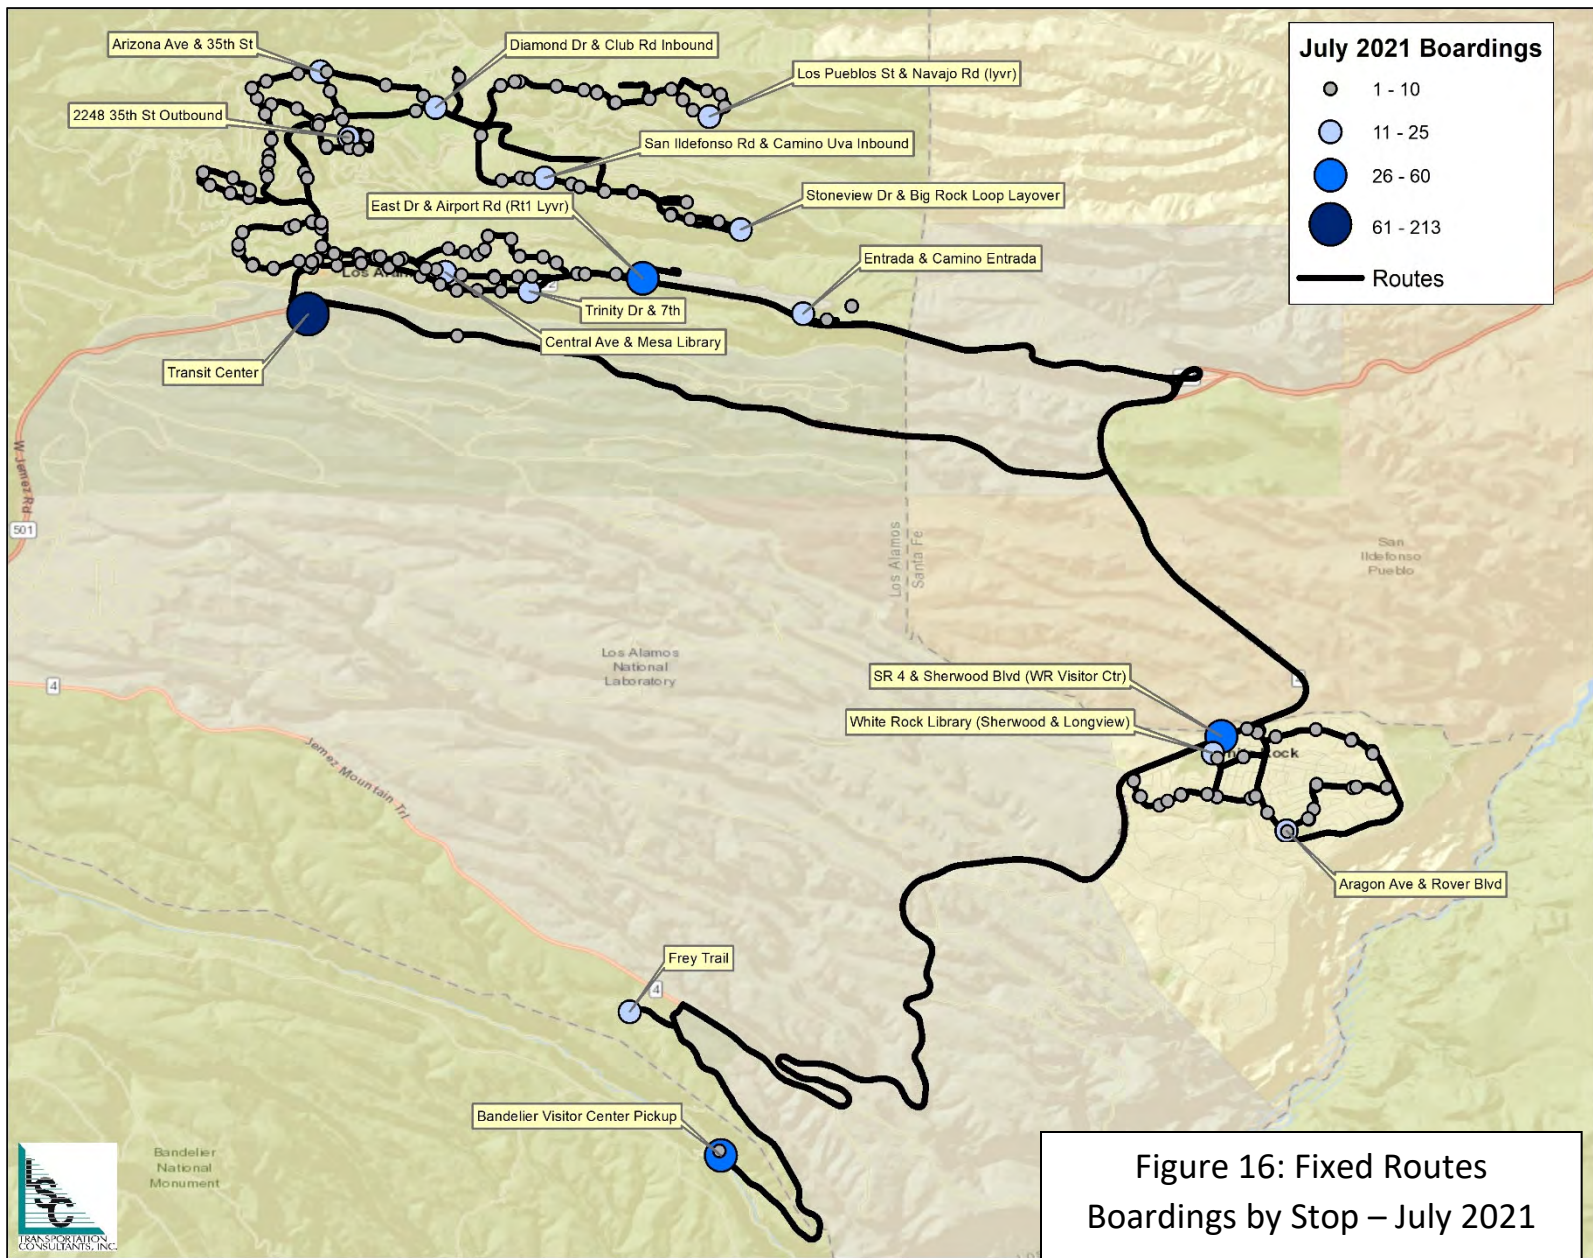 Arizona Ave & 35th St
Diamond Dr & Club Rd Inbound
Los Pueblos St & Navajo Rd (lyvr)
2248 35th St Outbound
San Ildefonso Rd & Camino Uva Inbound
East Dr & Airport Rd (Rt1 Lyvr)
Stoneview Dr & Big Rock Loop Layover
Entrada & Camino Entrada
Trinity Dr & 7th
Central Ave & Mesa Library
Transit Center
July 2021 Boardings
1 - 10
11 - 25
26 - 60
61 - 213
Routes
W Jemez Rd
501
Los Alamos
Santa Fe
San
Ildefonso
Pueblo
Los Alamos
National
Laboratory
4
Jemez Mountain Trl
SR 4 & Sherwood Blvd (WR Visitor Ctr)
White Rock Library (Sherwood & Longview)
Rock
Aragon Ave & Rover Blvd
Frey Trail
4
Bandelier Visitor Center Pickup
Bandelier
National
Monument
LSC
TRANSPORTATION
CONSULTANTS, INC.
Figure 16: Fixed Routes
Boardings by Stop – July 2021